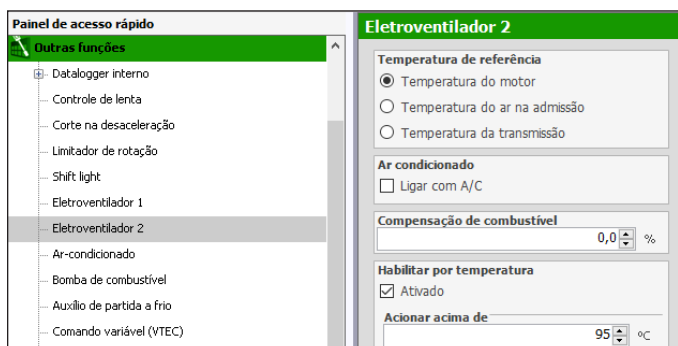 Painel de acesso rápido
Outras funções
Datalogger interno
Controle de lenta
Corte na desaceleração
Limitador de rotação
Shift light
Eletroventilador 1
Eletroventilador 2
Ar-condicionado
Bomba de combustível
Auxílio de partida a frio
Comando variável (VTEC)
Eletroventilador 2
Temperatura de referência
Temperatura do motor
Temperatura do ar na admissão
Temperatura da transmissão
Ar condicionado
Ligar com A/C
Compensação de combustível
0,0 %
Habilitar por temperatura
Ativado
Acionar acima de
95 ºC